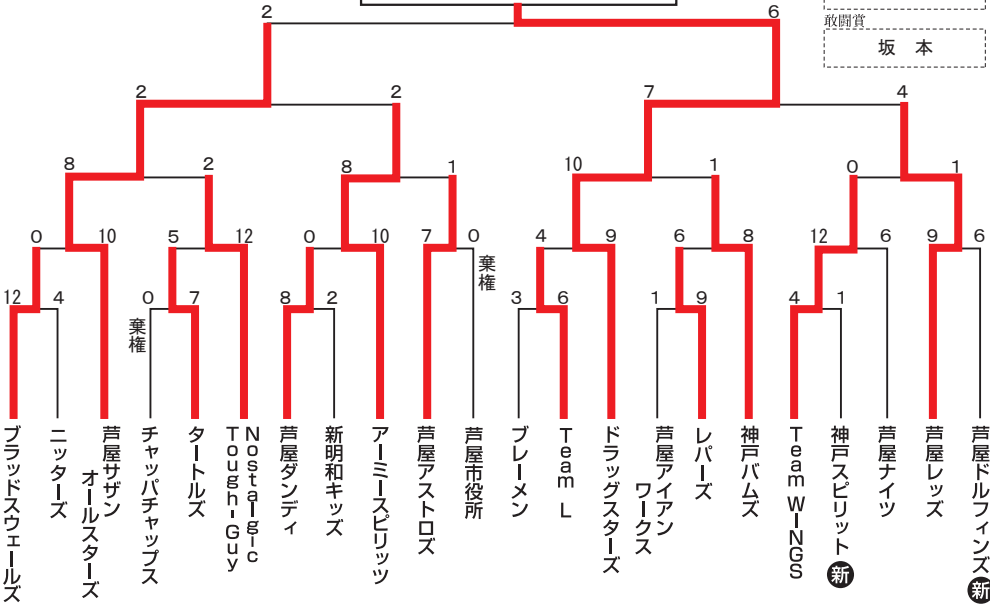 敢闘賞
坂　本
2 6
2 2 7 4
8 2 8 1 10 1 0 1
0 10 5 12 0 10 7 0 4 9 6 8 12 6 9 6
棄権
12 4 0 7 8 2 3 6 1 9 4 1
棄権
ブラッドスウェールズ
ニッターズ
芦屋サザン
オールスターズ
チャッパチャップス
タートルズ
Nostalgic
Tough-Guy
芦屋ダンディ
新明和キッズ
アーミースピリッツ
芦屋アストロズ
芦屋市役所
ブレーメン
Team L
ドラッグスターズ
芦屋アイアン
ワークス
レパーズ
神戸バムズ
Team WINGS
神戸スピリット 新
芦屋ナイツ
芦屋レッズ
芦屋ドルフィンズ 新